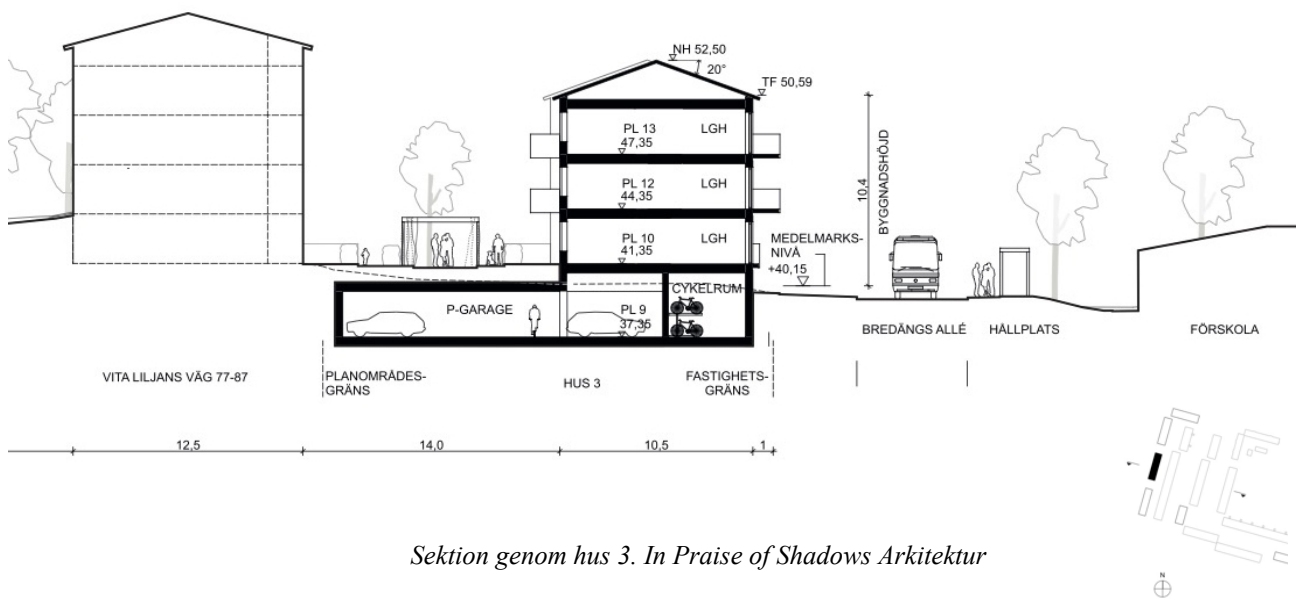 NH 52,50
20°
TF 50,59
PL 13 LGH
47,35
PL 12 LGH
44,35
PL 10 LGH
41,35
10,4
BYGGNADSHÖJD
MEDELMARKS-
NIVÅ
+40,15
CYKELRUM
P-GARAGE
PL 9
37,35
BREDÄNGS ALLÉ
HÅLLPLATS
FÖRSKOLA
VITA LILJANS VÄG 77-87
PLANOMRÅDES-
GRÄNS
HUS 3
FASTIGHETS-
GRÄNS
12,5
14,0
10,5
1
Sektion genom hus 3. In Praise of Shadows Arkitektur
N